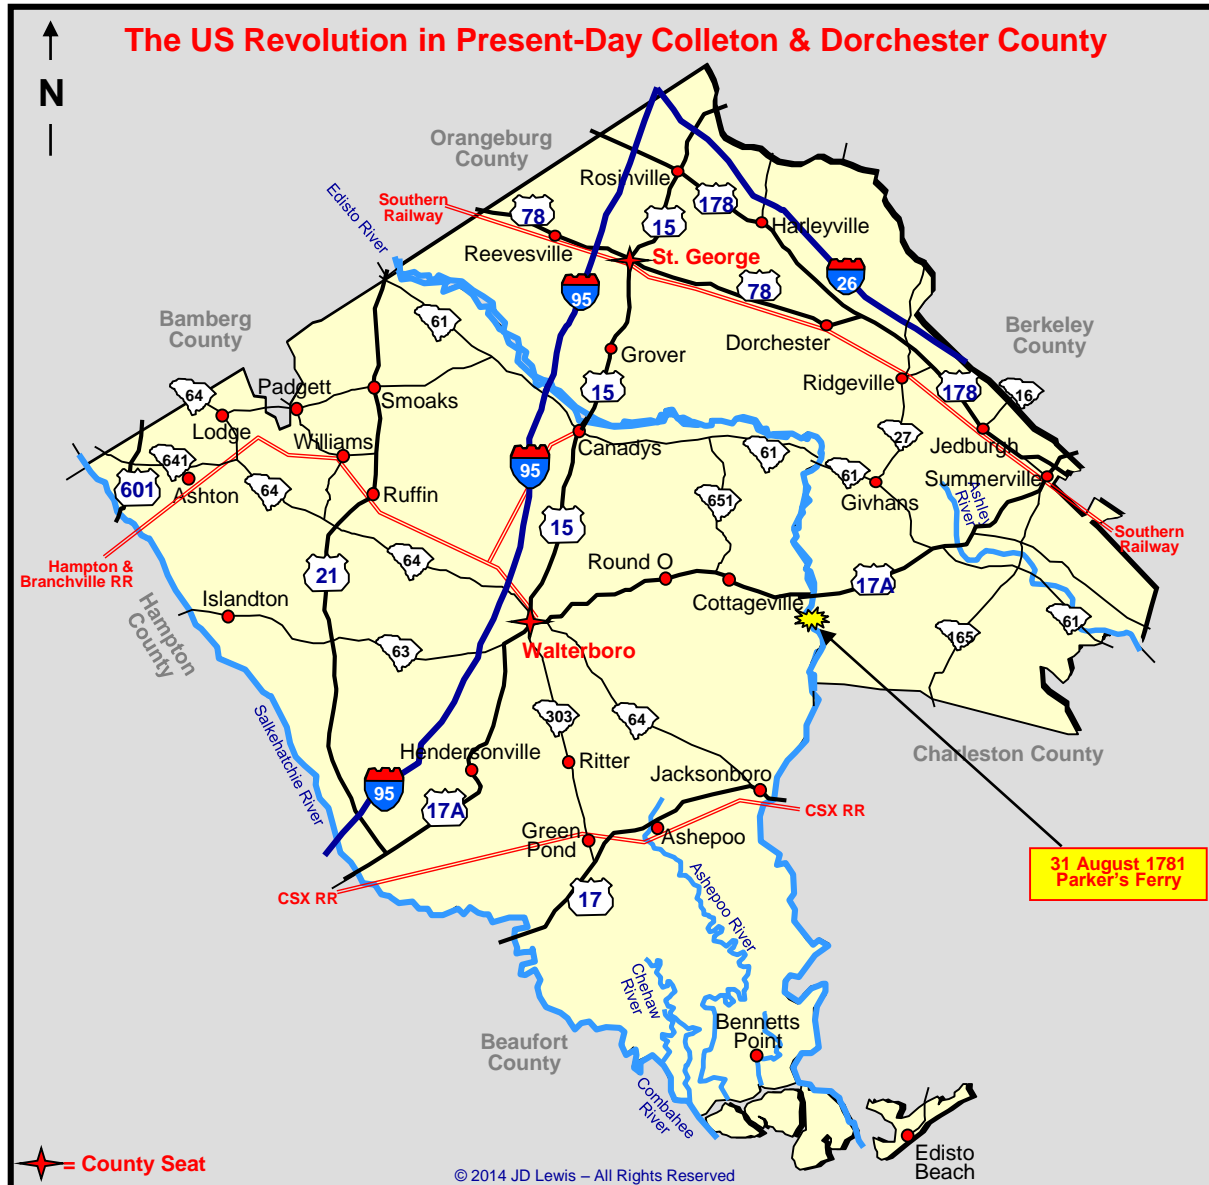 The US Revolution in Present-Day Colleton & Dorchester County
N
Orangeburg
County
Edisto River
Southern
Railway
78
Reevesville
Rosinville
178
15
Harleyville
St. George
95
26
78
Bamberg
County
61
Berkeley
County
Dorchester
Grover
Ridgeville
64
Padgett
Smoaks
15
178
16
Lodge
Williams
Canadys
27
Jedburgh
641
601
Ashton
64
95
61
61
Givhans
Summerville
Ashley
River
Ruffin
651
15
Southern
Railway
Hampton &
Branchville RR
21
64
Round O
17A
Hampton
County
Islandton
Cottageville
61
63
Walterboro
165
303
64
Salkehatchie River
Hendersonville
Ritter
Charleston County
95
17A
Jacksonboro
CSX RR
Green
Pond
Ashepoo
31 August 1781
Parker's Ferry
CSX RR
17
Ashepoo River
Chehaw
River
Bennetts
Point
Beaufort
County
Combahee
River
Edisto
Beach
= County Seat
© 2014 JD Lewis – All Rights Reserved